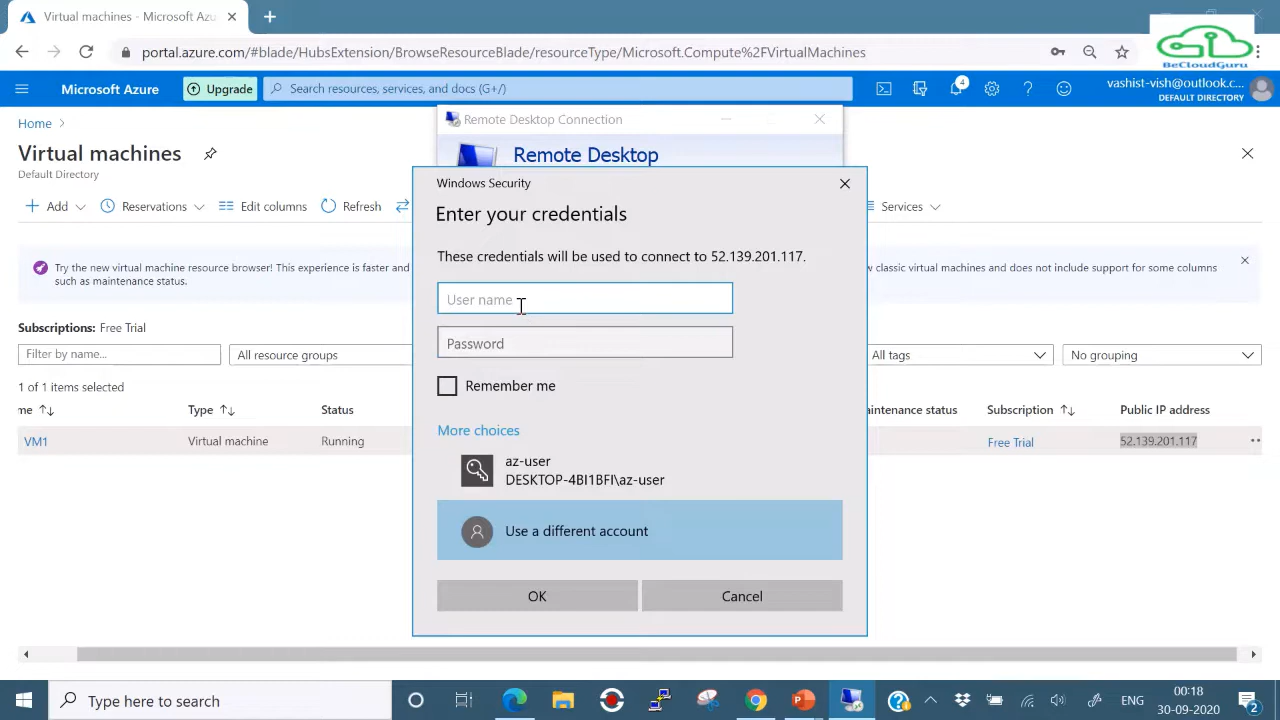 Virtual machines - Microsoft Az
portal.azure.com/#blade/HubsExtension/BrowseResourceBlade/resourceType/Microsoft.Compute%2FVirtualMachines
BeCloudGuru
Microsoft Azure
Upgrade
Search resources, services, and docs (G+/)
4
vashist-vish@outlook.c...
DEFAULT DIRECTORY
Home
Remote Desktop Connection
Virtual machines
Default Directory
Remote Desktop
Windows Security
Enter your credentials
Add
Reservations
Edit columns
Refresh
Services
These credentials will be used to connect to 52.139.201.117.
Try the new virtual machine resource browser! This experience is faster and
w classic virtual machines and does not include support for some columns
such as maintenance status.
User name
Subscriptions: Free Trial
Password
Filter by name...
All resource groups
All tags
No grouping
1 of 1 items selected
Remember me
me
Type
Status
aintenance status
Subscription
Public IP address
More choices
VM1
Virtual machine
Running
Free Trial
52.139.201.117
az-user
DESKTOP-4BI1BFI\az-user
Use a different account
OK
Cancel
Type here to search
ENG
00:18
30-09-2020
2